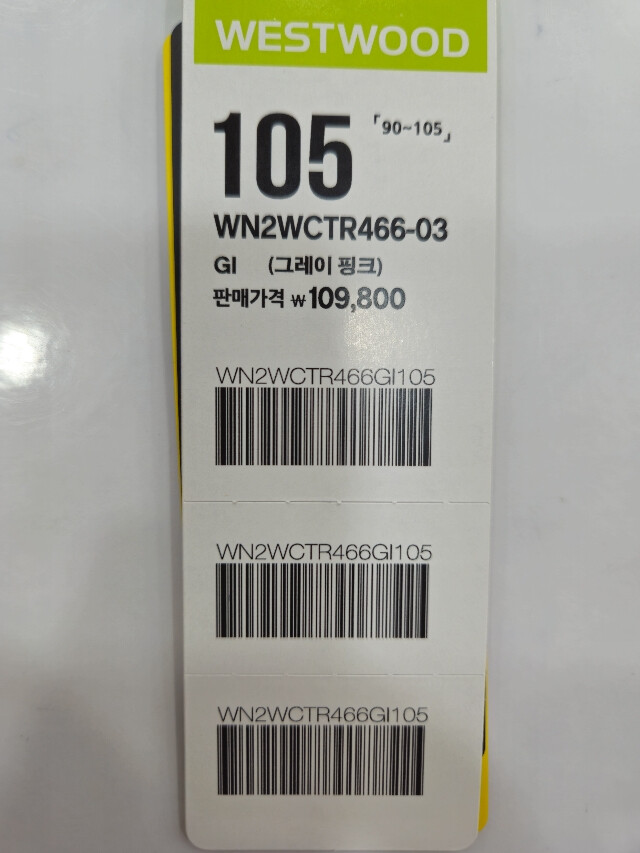 WESTWOOD
105 「90~105」
WN2WCTR466-03
GI (그레이 핑크)
판매가격 ₩109,800
WN2WCTR466GI105
WN2WCTR466GI105
WN2WCTR466GI105